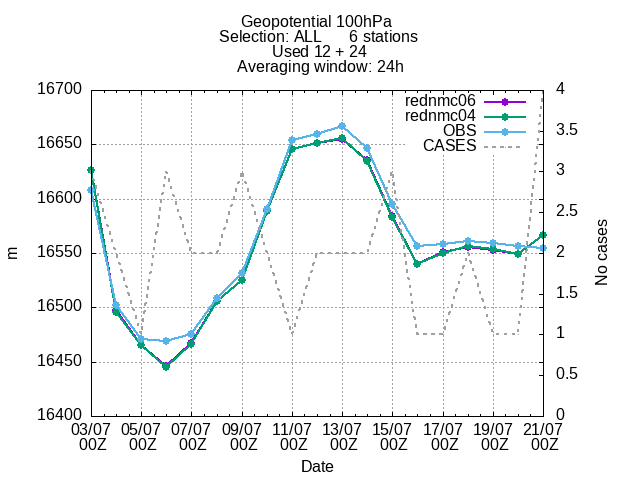 Geopotential 100hPa
Selection: ALL 6 stations
Used 12 + 24
Averaging window: 24h
16700
16650
16600
16550
16500
16450
16400
m
4
3.5
3
2.5
2
1.5
1
0.5
0
No cases
rednmc06
rednmc04
OBS
CASES
03/07 05/07 07/07 09/07 11/07 13/07 15/07 17/07 19/07 21/07
00Z 00Z 00Z 00Z 00Z 00Z 00Z 00Z 00Z 00Z
Date